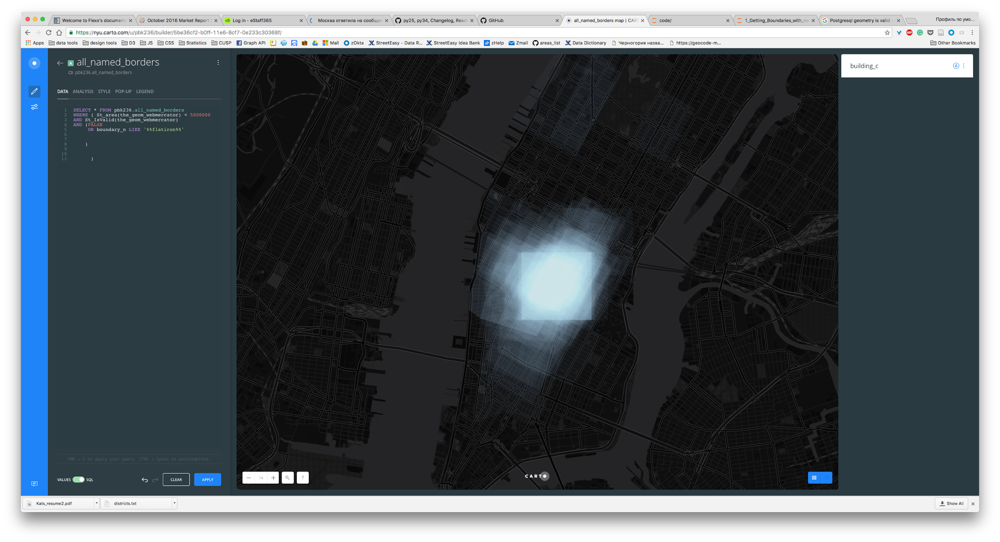 Welcome to Flexx's documenta
October 2016 Market Report
Log in - eStaff365
Москва ответила на сообщен
py25, py34, Changelog, Readm
GitHub
all_named_borders map | CART
code/
1_Getting_Boundaries_with_na
Postgresql geometry is valid -
Профиль по умо...
https://nyu.carto.com/u/pbk236/builder/5be36cf2-b0ff-11e6-8cf7-0e233c30368f/
Apps
data tools
design tools
D3
JS
CSS
Statistics
CUSP
Graph API
Mail
zOkta
StreetEasy - Data R...
StreetEasy Idea Bank
zHelp
Zmail
areas_list
Data Dictionary
Черногория назва...
https://geocode-m...
Other Bookmarks
A all_named_borders
pbk236.all_named_borders
DATA ANALYSIS STYLE POP-UP LEGEND
1 SELECT * FROM pbk236.all_named_borders
2 WHERE ( St_area(the_geom_webmercator) < 5000000
3 AND St_IsValid(the_geom_webmercator)
4 AND (FALSE
5 OR boundary_n LIKE '%%flatiron%%'
6
7
8 )
9
10
11 )
CMD + S to apply your query. CTRL + Space to autocomplete.
VALUES SQL
CLEAR
APPLY
building_c
14
?
CARTO
Kats_resume2.pdf
districts.txt
Show All